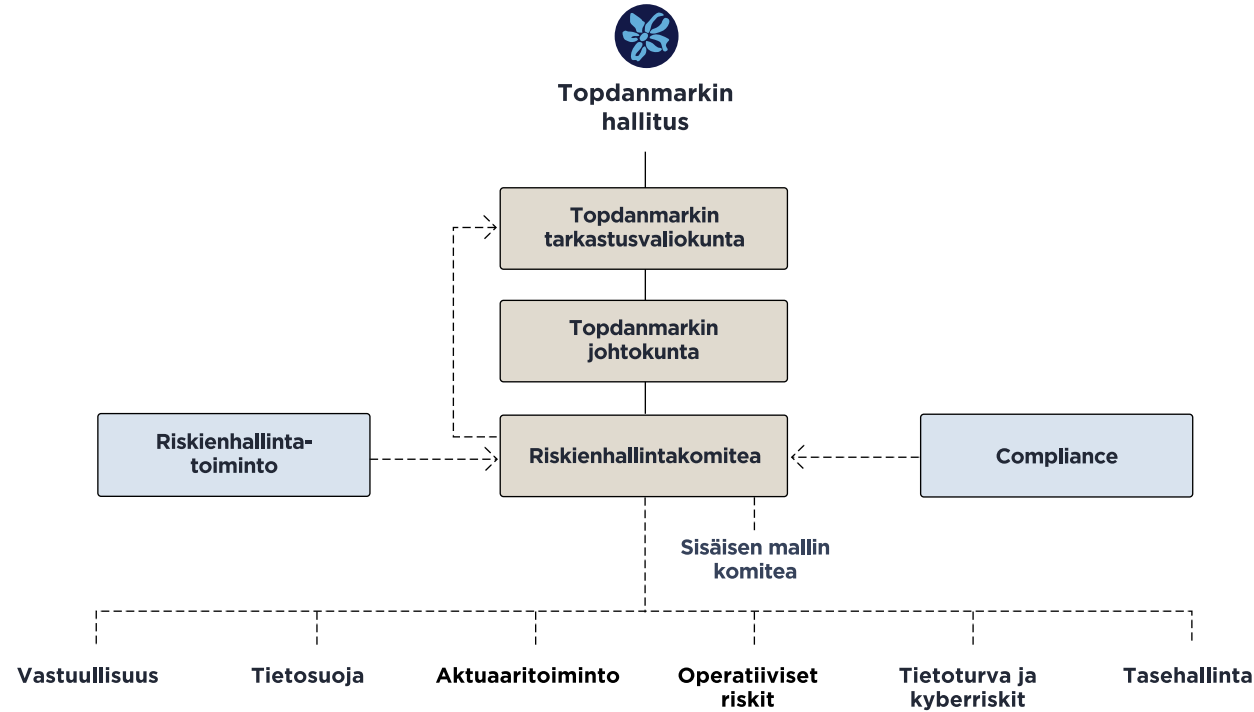 Topdanmarkin
hallitus
Topdanmarkin
tarkastusvaliokunta
Topdanmarkin
johtokunta
Riskienhallinta-
toiminto
Riskienhallintakomitea
Compliance
Sisäisen mallin
komitea
Vastuullisuus
Tietosuoja
Aktuaaritoiminto
Operatiiviset
riskit
Tietoturva ja
kyberriskit
Tasehallinta